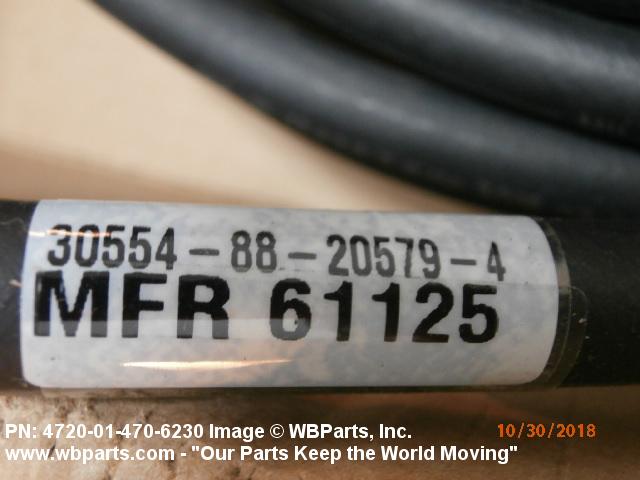 30554-88-20579-4
MFR 61125
PN: 4720-01-470-6230 Image © WBParts, Inc.
10/30/2018
www.wbparts.com - "Our Parts Keep the World Moving"